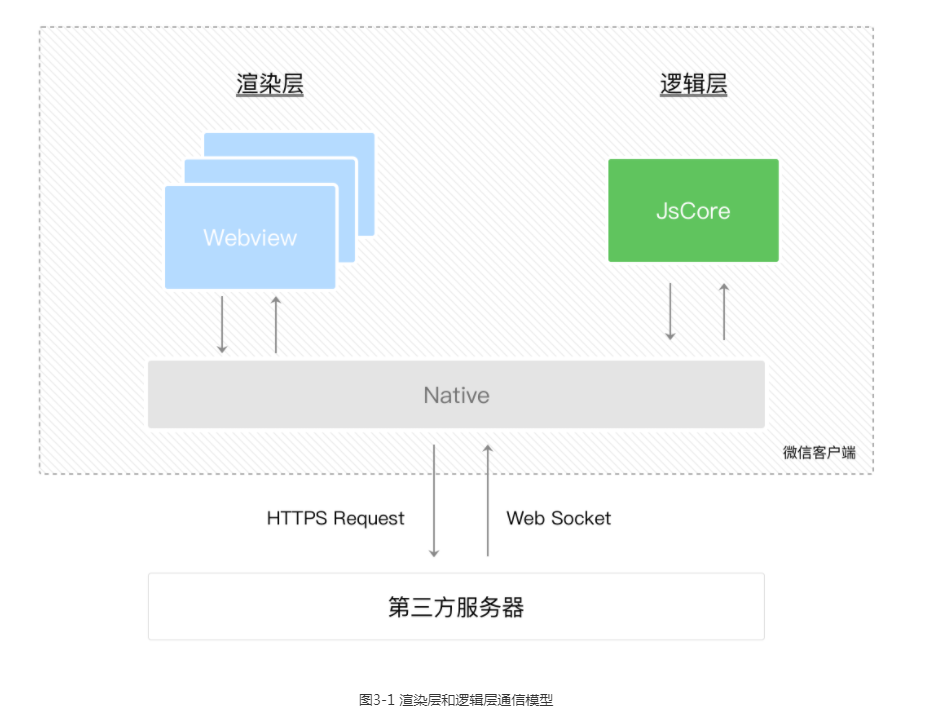 渲染层
逻辑层
Webview
JsCore
Native
微信客户端
HTTPS Request
Web Socket
第三方服务器
图3-1 渲染层和逻辑层通信模型